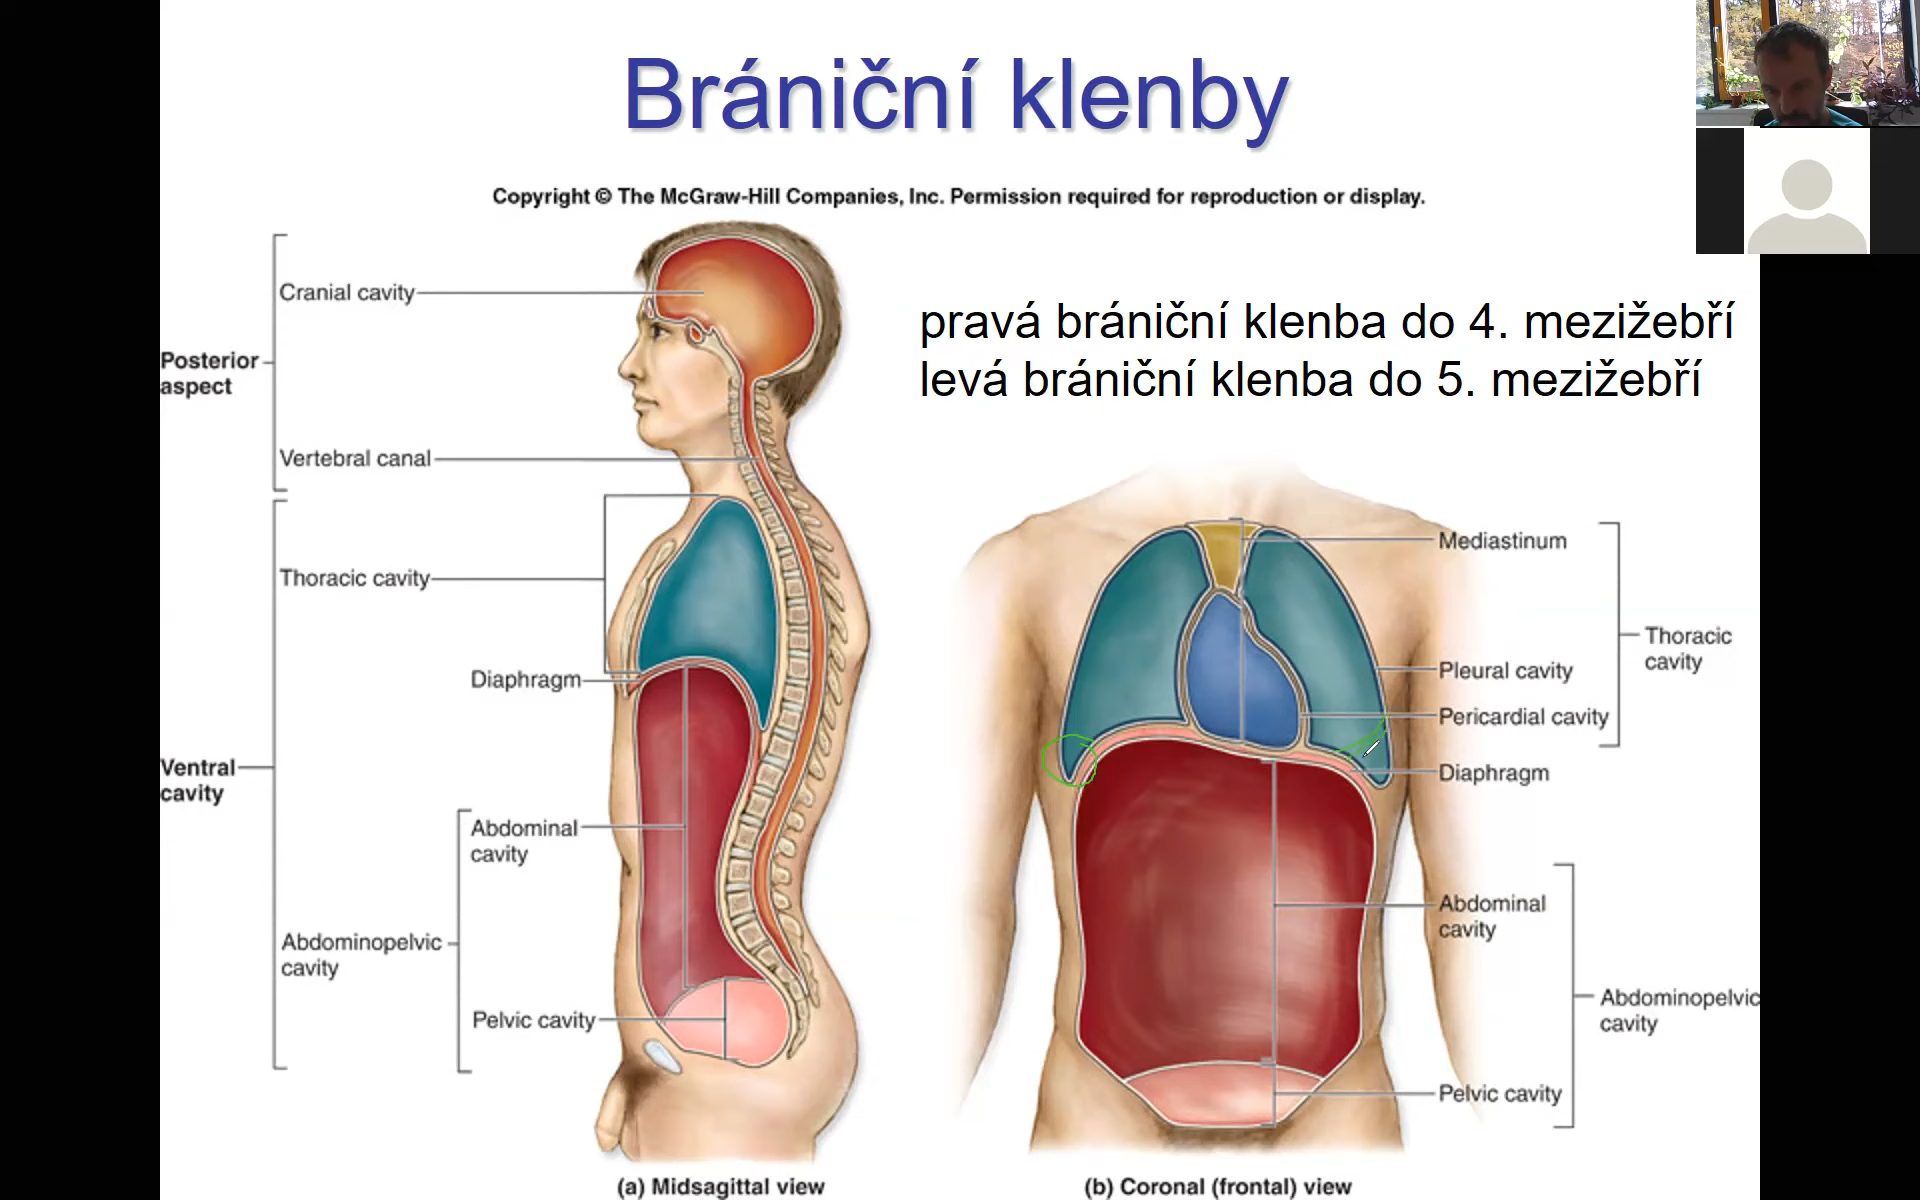 Brániční klenby
Copyright © The McGraw-Hill Companies, Inc. Permission required for reproduction or display.
pravá brániční klenba do 4. mezižebří
levá brániční klenba do 5. mezižebří
Cranial cavity
Posterior
aspect
Vertebral canal
Thoracic cavity
Diaphragm
Ventral
cavity
Abdominal
cavity
Abdominopelvic
cavity
Pelvic cavity
(a) Midsagittal view
Mediastinum
Thoracic
cavity
Pleural cavity
Pericardial cavity
Diaphragm
Abdominal
cavity
Abdominopelvic
cavity
Pelvic cavity
(b) Coronal (frontal) view